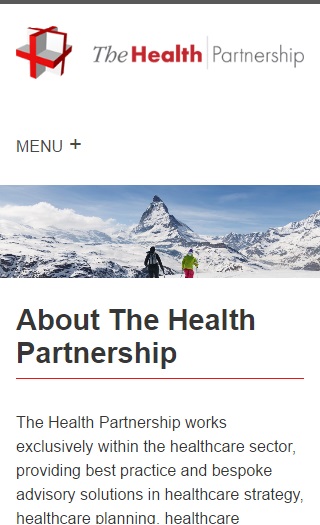 The Health Partnership
MENU +
About The Health
Partnership
The Health Partnership works
exclusively within the healthcare sector,
providing best practice and bespoke
advisory solutions in healthcare strategy,
healthcare planning, healthcare